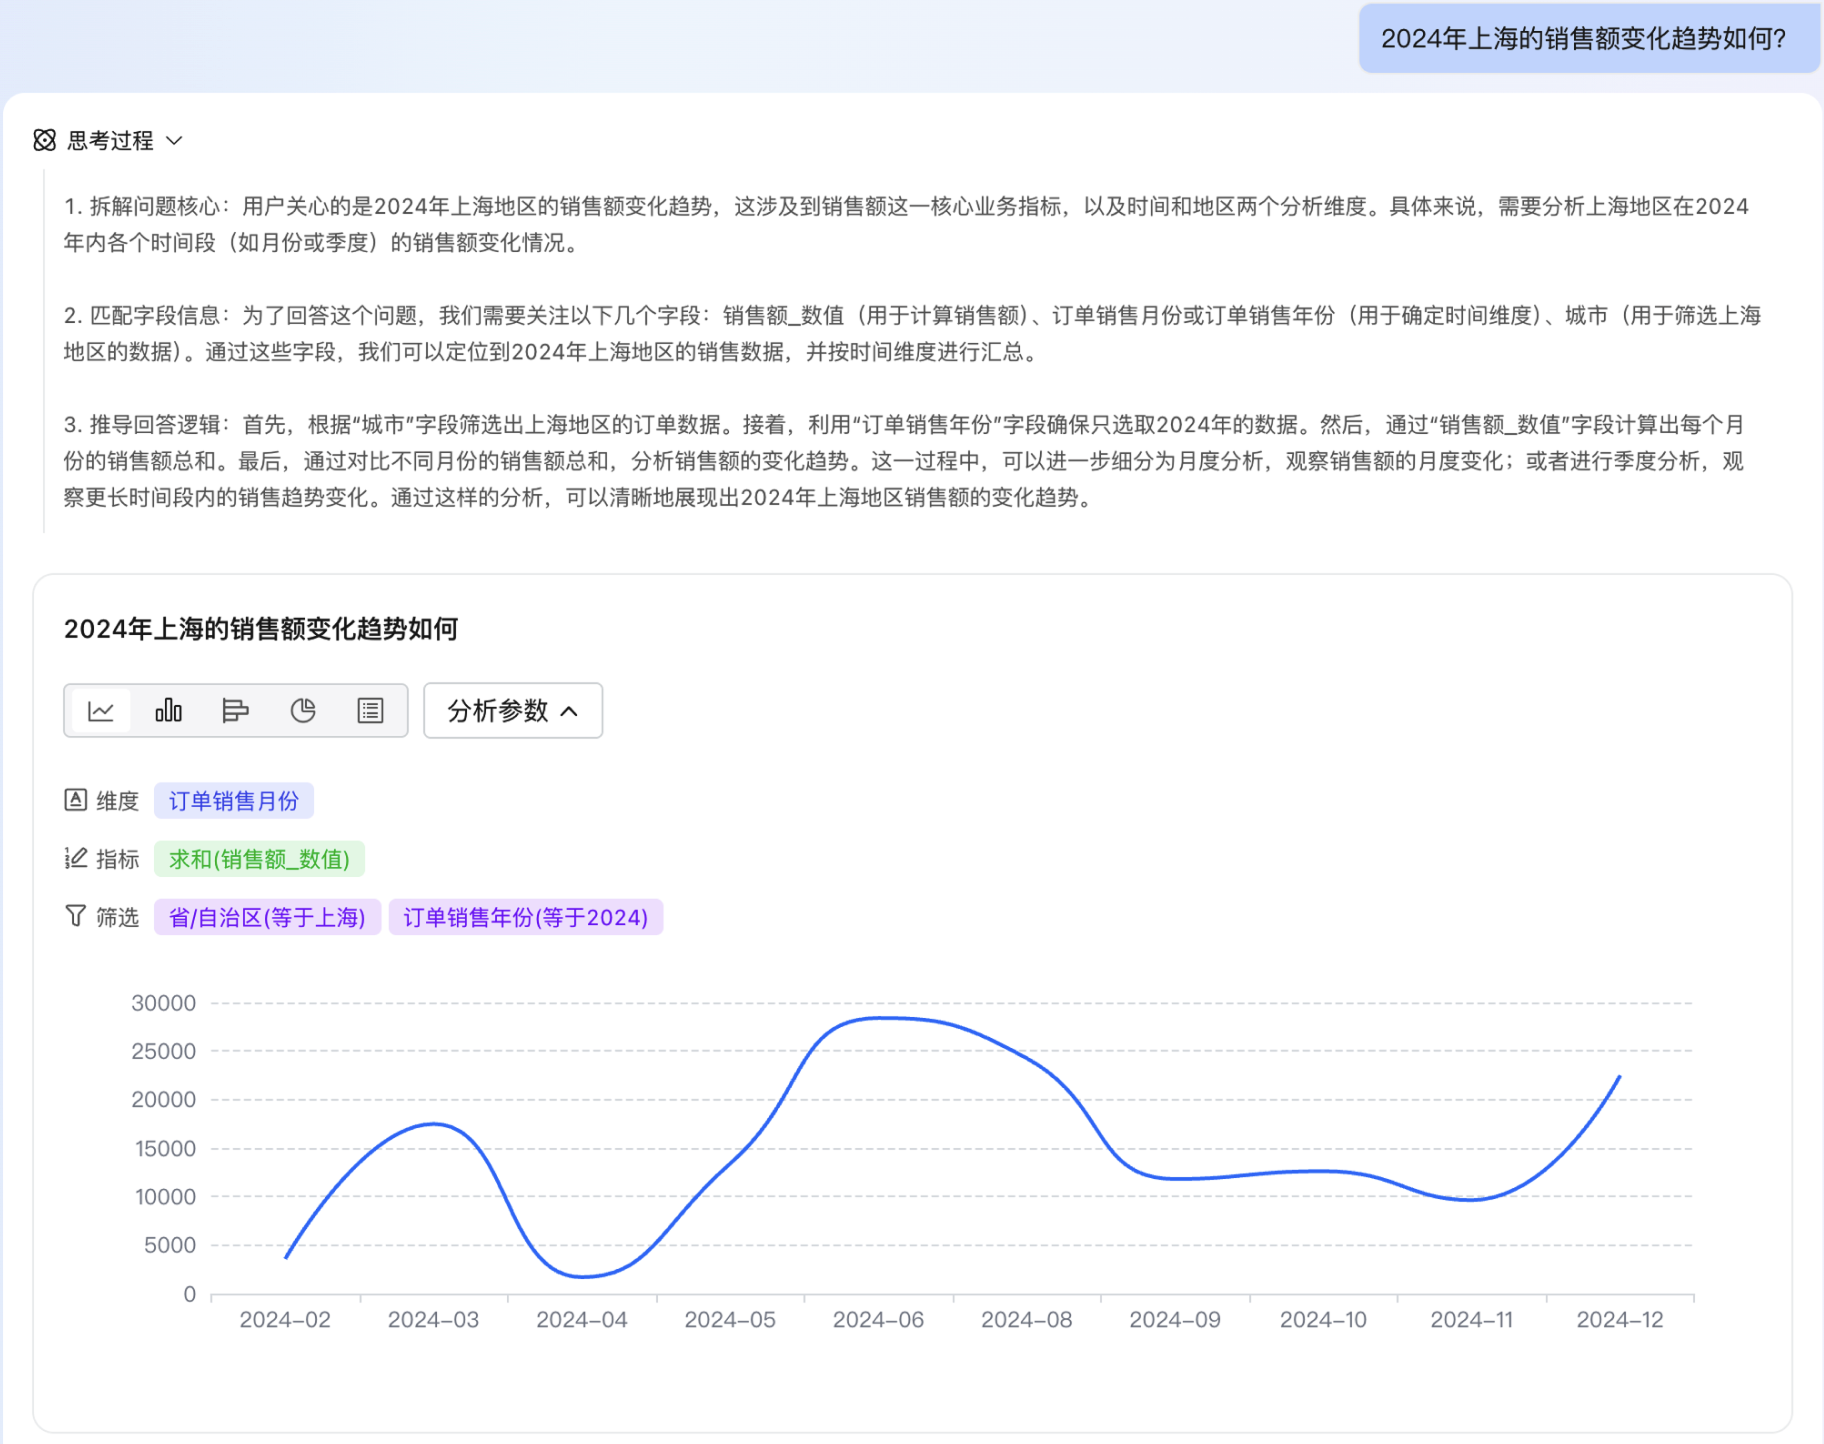 2024年上海的销售额变化趋势如何?
思考过程
1. 拆解问题核心：用户关心的是2024年上海地区的销售额变化趋势，这涉及到销售额这一核心业务指标，以及时间和地区两个分析维度。具体来说，需要分析上海地区在2024
年内各个时间段（如月份或季度）的销售额变化情况。
2. 匹配字段信息：为了回答这个问题，我们需要关注以下几个字段：销售额_数值（用于计算销售额）、订单销售月份或订单销售年份（用于确定时间维度）、城市（用于筛选上海
地区的数据）。通过这些字段，我们可以定位到2024年上海地区的销售数据，并按时间维度进行汇总。
3. 推导回答逻辑：首先，根据“城市”字段筛选出上海地区的订单数据。接着，利用“订单销售年份”字段确保只选取2024年的数据。然后，通过“销售额_数值”字段计算出每个月
份的销售额总和。最后，通过对比不同月份的销售额总和，分析销售额的变化趋势。这一过程中，可以进一步细分为月度分析，观察销售额的月度变化；或者进行季度分析，观
察更长时间段内的销售趋势变化。通过这样的分析，可以清晰地展现出2024年上海地区销售额的变化趋势。
2024年上海的销售额变化趋势如何
分析参数
维度 订单销售月份
指标 求和(销售额_数值)
筛选 省/自治区(等于上海) 订单销售年份(等于2024)
30000
25000
20000
15000
10000
5000
0
2024-02 2024-03 2024-04 2024-05 2024-06 2024-08 2024-09 2024-10 2024-11 2024-12